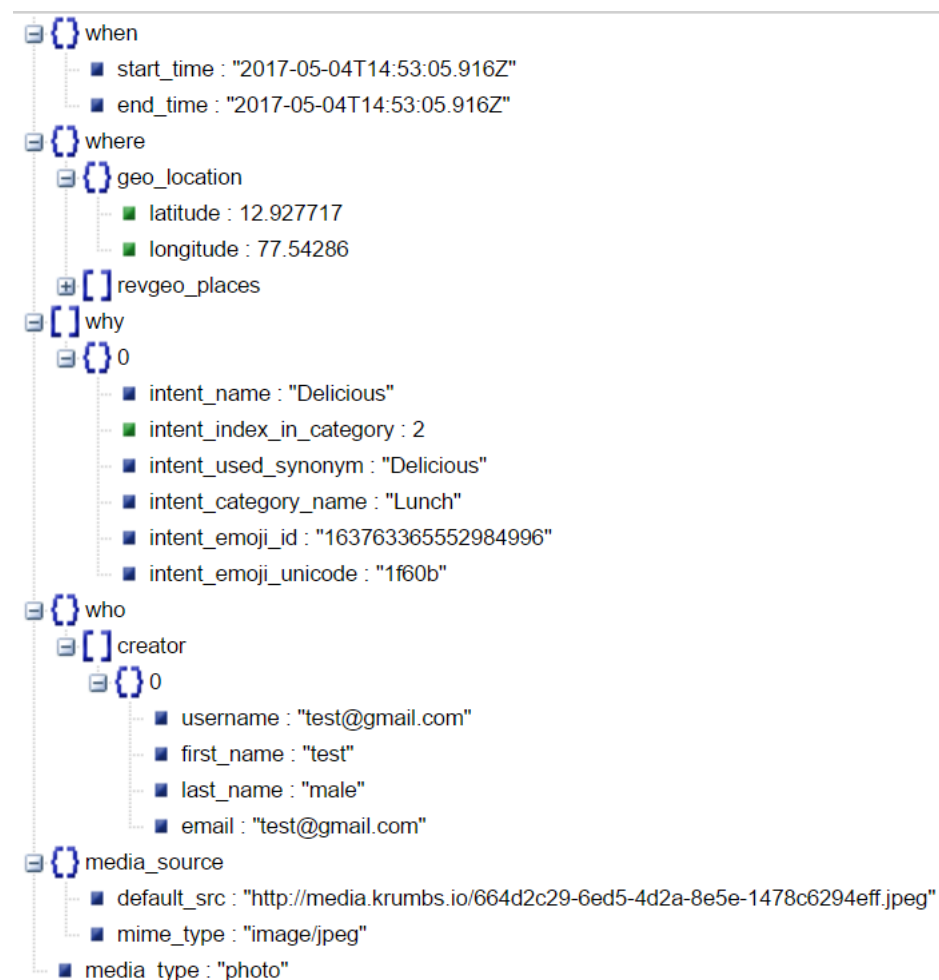 {} when
start_time : "2017-05-04T14:53:05.916Z"
end_time : "2017-05-04T14:53:05.916Z"
{} where
{} geo_location
latitude : 12.927717
longitude : 77.54286
[ ] revgeo_places
[ ] why
{} 0
intent_name : "Delicious"
intent_index_in_category : 2
intent_used_synonym : "Delicious"
intent_category_name : "Lunch"
intent_emoji_id : "163763365552984996"
intent_emoji_unicode : "1f60b"
{} who
[ ] creator
{} 0
username : "test@gmail.com"
first_name : "test"
last_name : "male"
email : "test@gmail.com"
{} media_source
default_src : "http://media.krumbs.io/664d2c29-6ed5-4d2a-8e5e-1478c6294eff.jpeg"
mime_type : "image/jpeg"
media_type : "photo"